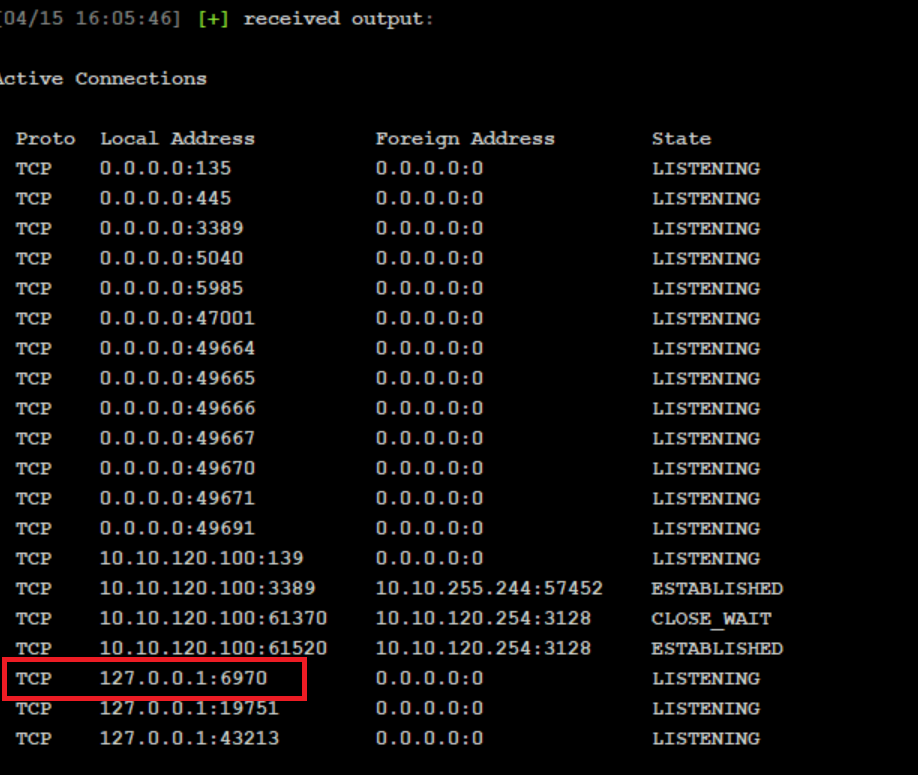 [04/15 16:05:46] [+] received output:
Active Connections
Proto Local Address Foreign Address State
TCP 0.0.0.0:135 0.0.0.0:0 LISTENING
TCP 0.0.0.0:445 0.0.0.0:0 LISTENING
TCP 0.0.0.0:3389 0.0.0.0:0 LISTENING
TCP 0.0.0.0:5040 0.0.0.0:0 LISTENING
TCP 0.0.0.0:5985 0.0.0.0:0 LISTENING
TCP 0.0.0.0:47001 0.0.0.0:0 LISTENING
TCP 0.0.0.0:49664 0.0.0.0:0 LISTENING
TCP 0.0.0.0:49665 0.0.0.0:0 LISTENING
TCP 0.0.0.0:49666 0.0.0.0:0 LISTENING
TCP 0.0.0.0:49667 0.0.0.0:0 LISTENING
TCP 0.0.0.0:49670 0.0.0.0:0 LISTENING
TCP 0.0.0.0:49671 0.0.0.0:0 LISTENING
TCP 0.0.0.0:49691 0.0.0.0:0 LISTENING
TCP 10.10.120.100:139 0.0.0.0:0 LISTENING
TCP 10.10.120.100:3389 10.10.255.244:57452 ESTABLISHED
TCP 10.10.120.100:61370 10.10.120.254:3128 CLOSE_WAIT
TCP 10.10.120.100:61520 10.10.120.254:3128 ESTABLISHED
TCP 127.0.0.1:6970 0.0.0.0:0 LISTENING
TCP 127.0.0.1:19751 0.0.0.0:0 LISTENING
TCP 127.0.0.1:43213 0.0.0.0:0 LISTENING